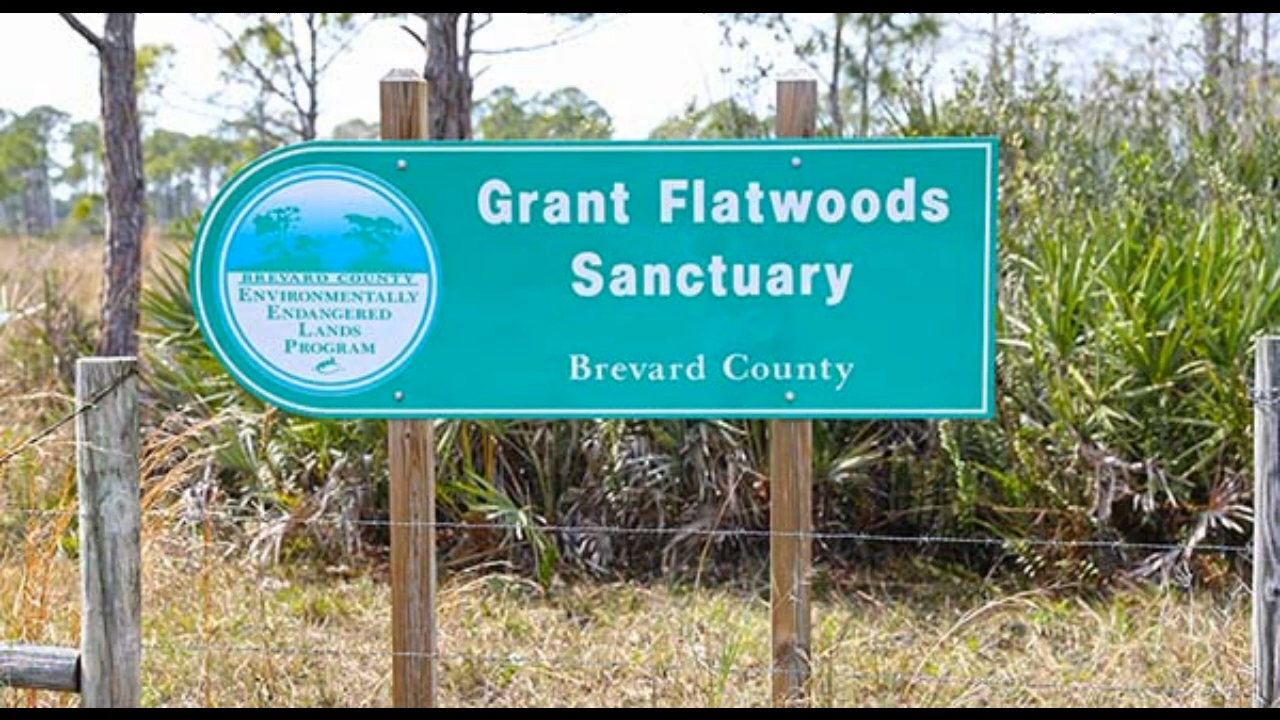 BREVARD COUNTY
ENVIRONMENTALLY
ENDANGERED
LANDS
PROGRAM
Grant Flatwoods
Sanctuary
Brevard County